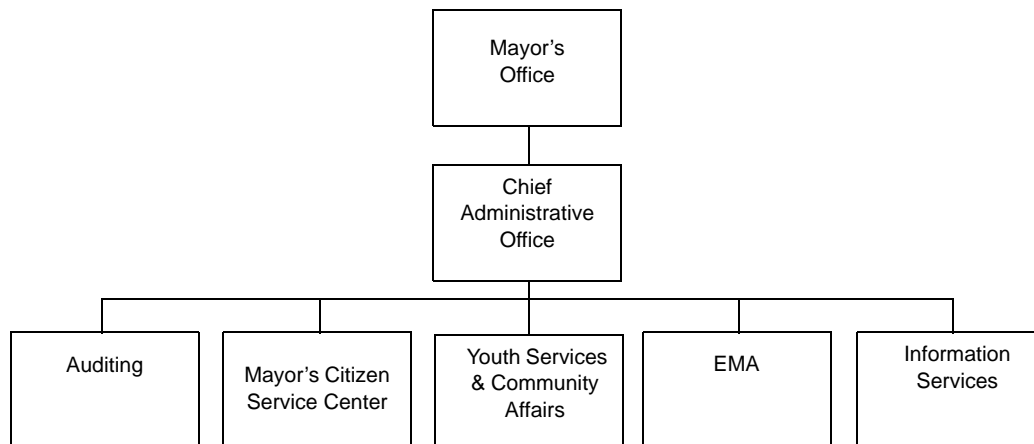 Mayor’s
Office
Chief
Administrative
Office
Auditing
Mayor’s Citizen
Service Center
Youth Services
& Community
Affairs
EMA
Information
Services